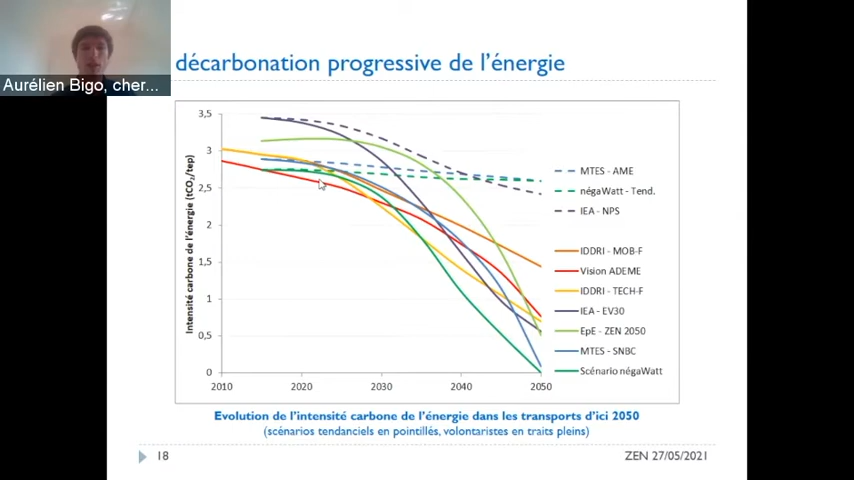 décarbonation progressive de l’énergie
Aurélien Bigo, cher...
Intensité carbone de l'énergie (tCO₂/tep)
3,5
3
2,5
2
1,5
1
0,5
0
2010 2020 2030 2040 2050
MTES - AME
négaWatt - Tend.
IEA - NPS
IDDRI - MOB-F
Vision ADEME
IDDRI - TECH-F
IEA - EV30
EpE - ZEN 2050
MTES - SNBC
Scénario négaWatt
Evolution de l’intensité carbone de l’énergie dans les transports d’ici 2050
(scénarios tendanciels en pointillés, volontaristes en traits pleins)
18
ZEN 27/05/2021